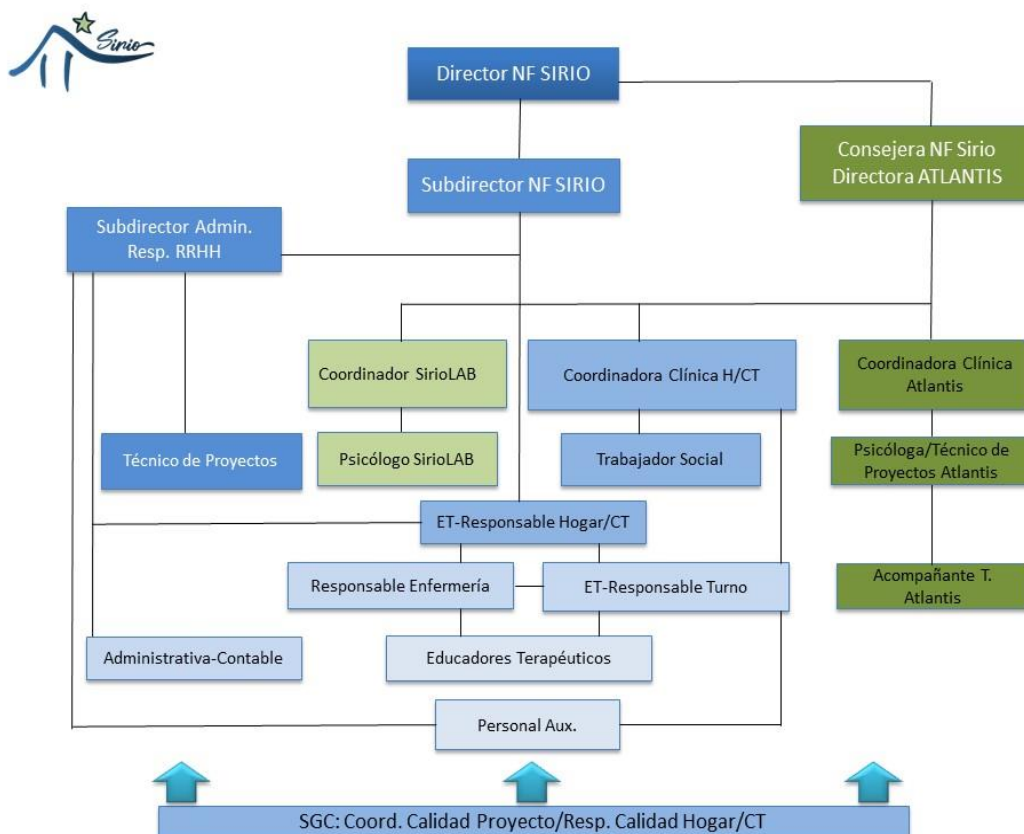 Sirio
Director NF SIRIO
Consejera NF Sirio
Directora ATLANTIS
Subdirector NF SIRIO
Subdirector Admin.
Resp. RRHH
Coordinador SirioLAB
Coordinadora Clínica H/CT
Coordinadora Clínica
Atlantis
Técnico de Proyectos
Psicólogo SirioLAB
Trabajador Social
Psicóloga/Técnico de
Proyectos Atlantis
ET-Responsable Hogar/CT
Responsable Enfermería
ET-Responsable Turno
Acompañante T.
Atlantis
Administrativa-Contable
Educadores Terapéuticos
Personal Aux.
SGC: Coord. Calidad Proyecto/Resp. Calidad Hogar/CT